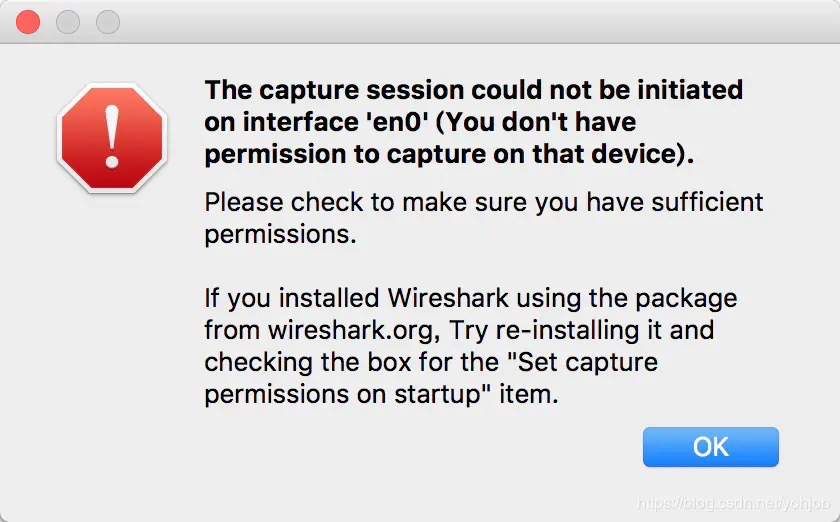 The capture session could not be initiated
on interface 'en0' (You don't have
permission to capture on that device).
Please check to make sure you have sufficient
permissions.
If you installed Wireshark using the package
from wireshark.org, Try re-installing it and
checking the box for the "Set capture
permissions on startup" item.
OK
https://blog.csdn.net/yohjob